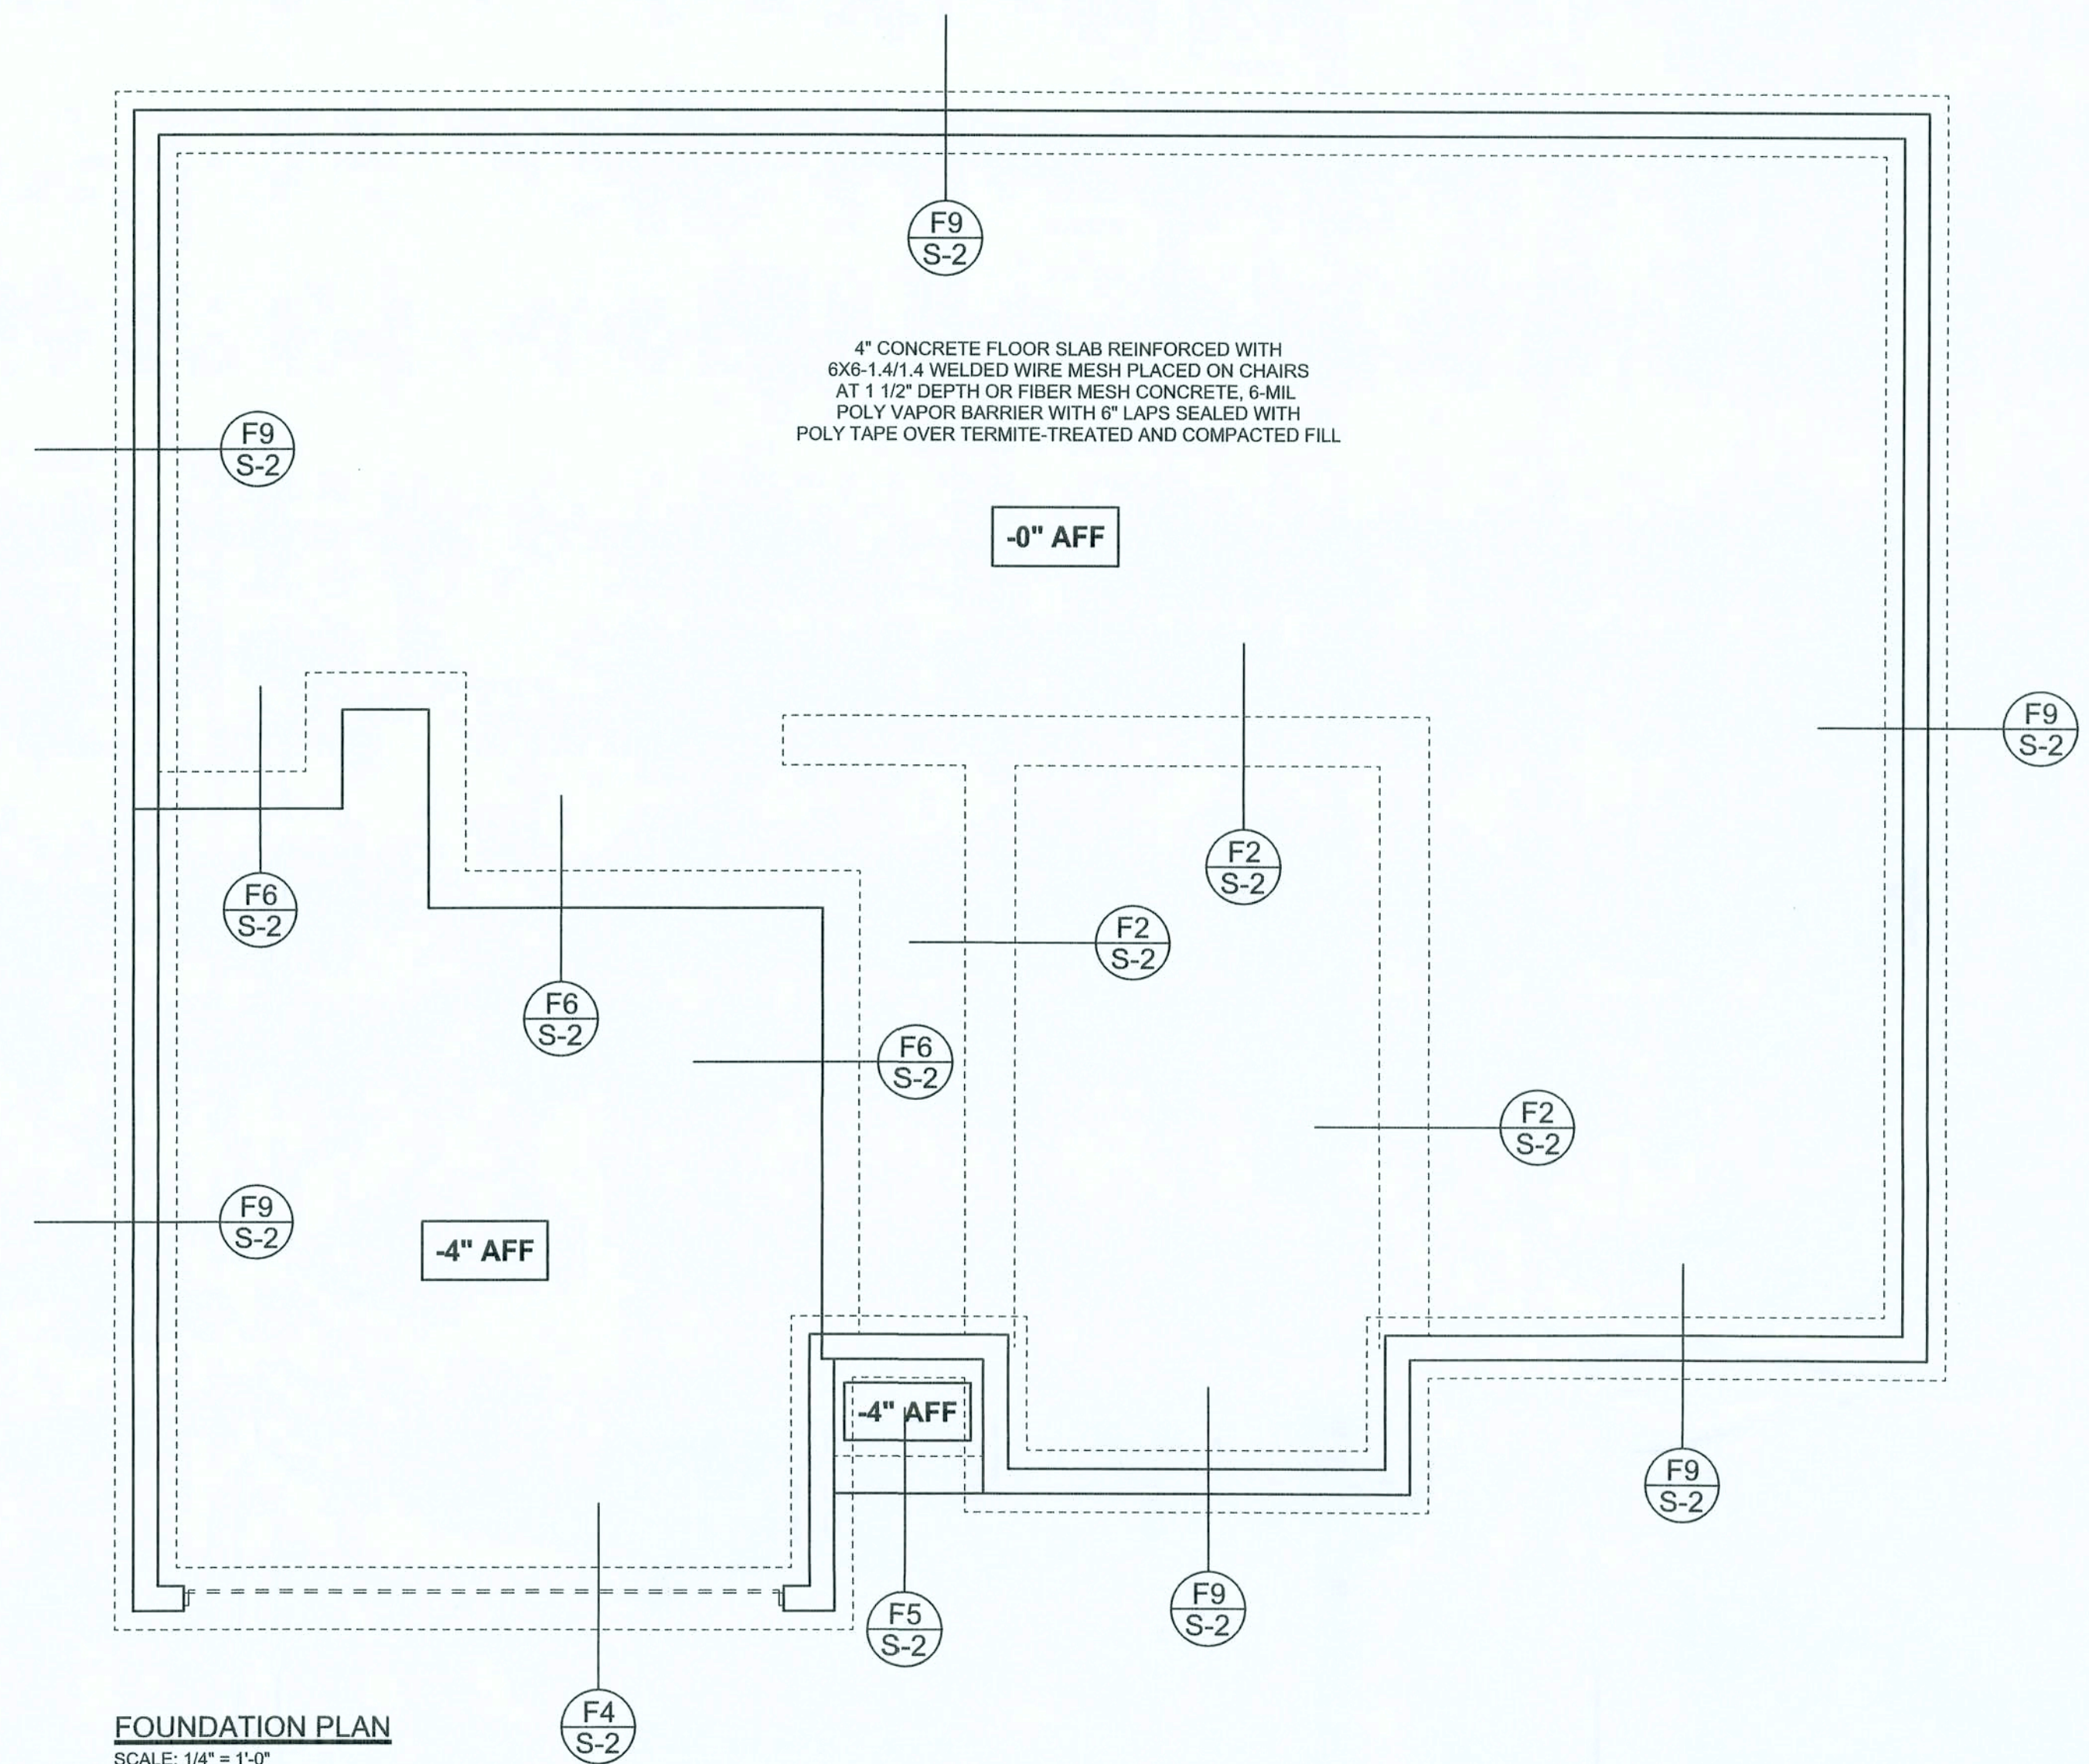 F9
S-2
4" CONCRETE FLOOR SLAB REINFORCED WITH
6X6-1.4/1.4 WELDED WIRE MESH PLACED ON CHAIRS
AT 1 1/2" DEPTH OR FIBER MESH CONCRETE, 6-MIL
POLY VAPOR BARRIER WITH 6" LAPS SEALED WITH
POLY TAPE OVER TERMITE-TREATED AND COMPACTED FILL
F9
S-2
-0" AFF
F9
S-2
F2
S-2
F6
S-2
F2
S-2
F6
S-2
F6
S-2
F2
S-2
F9
S-2
-4" AFF
-4" AFF
F9
S-2
F9
S-2
F5
S-2
F4
S-2
FOUNDATION PLAN
SCALE: 1/4" = 1'-0"